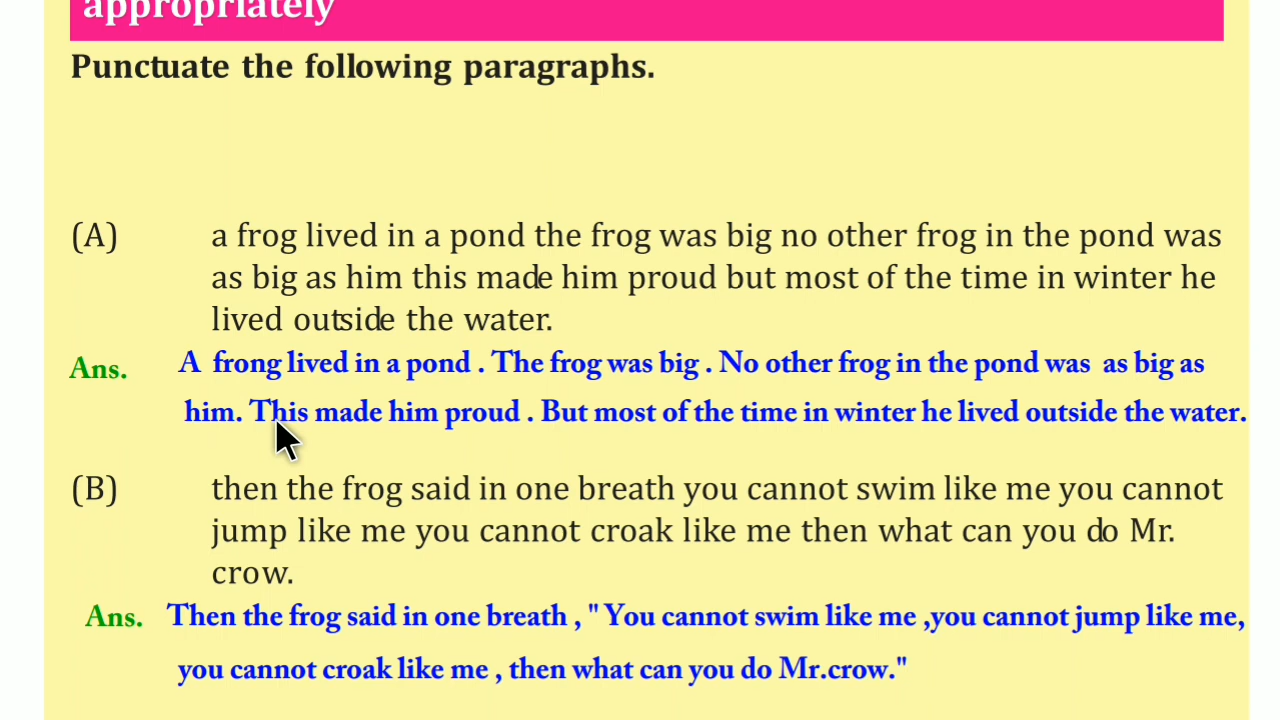 appropriately
Punctuate the following paragraphs.
(A) a frog lived in a pond the frog was big no other frog in the pond was
as big as him this made him proud but most of the time in winter he
lived outside the water.
Ans. A frong lived in a pond . The frog was big . No other frog in the pond was as big as
him. This made him proud . But most of the time in winter he lived outside the water.
(B) then the frog said in one breath you cannot swim like me you cannot
jump like me you cannot croak like me then what can you do Mr.
crow.
Ans. Then the frog said in one breath , " You cannot swim like me ,you cannot jump like me,
you cannot croak like me , then what can you do Mr.crow."